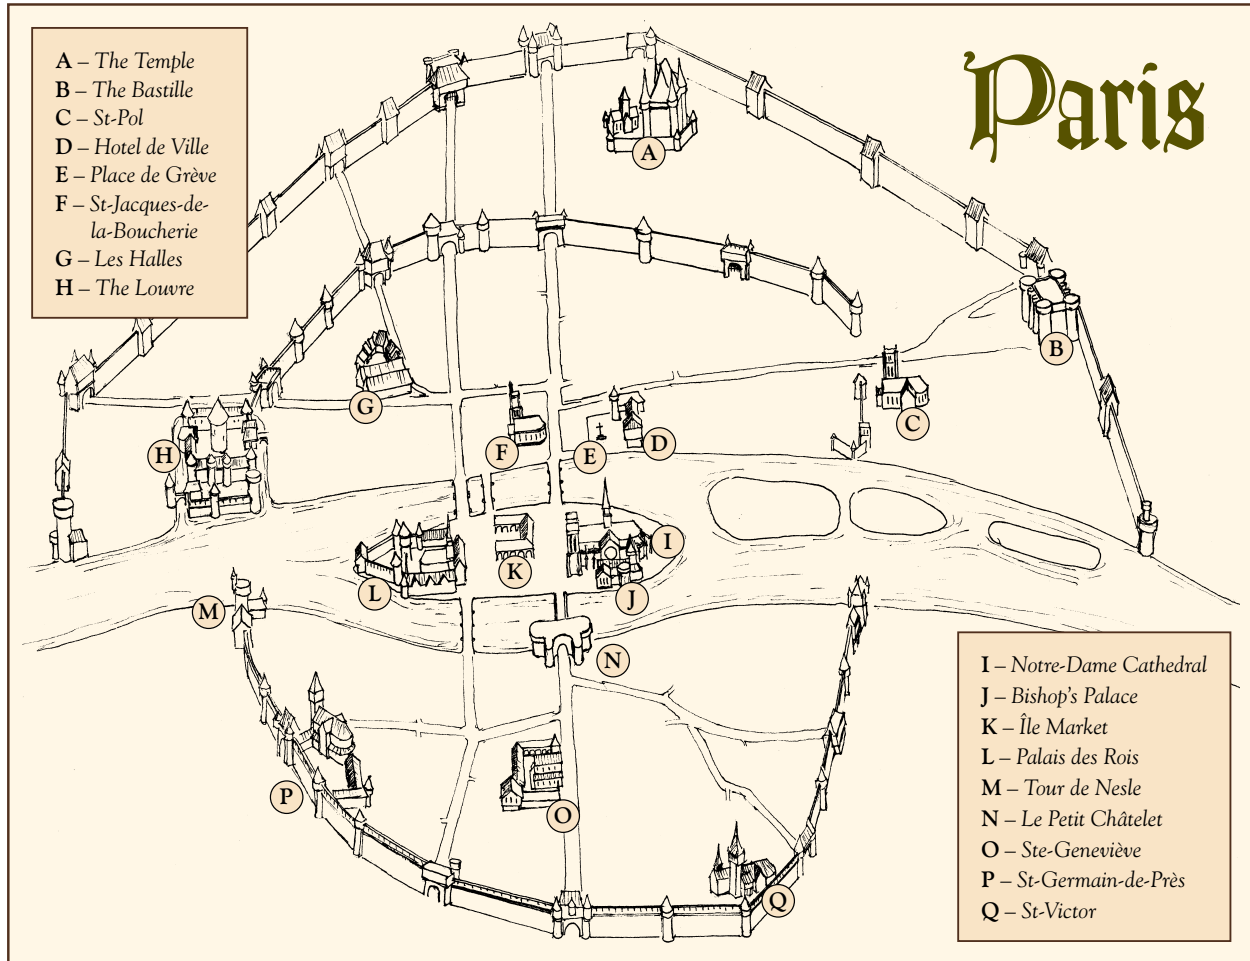 A – The Temple
B – The Bastille
C – St-Pol
D – Hotel de Ville
E – Place de Grève
F – St-Jacques-de-
la-Boucherie
G – Les Halles
H – The Louvre
Paris
A
B
C
G
H
F
E
D
I
K
L
J
M
N
P
O
Q
I – Notre-Dame Cathedral
J – Bishop's Palace
K – Île Market
L – Palais des Rois
M – Tour de Nesle
N – Le Petit Châtelet
O – Ste-Geneviève
P – St-Germain-de-Près
Q – St-Victor